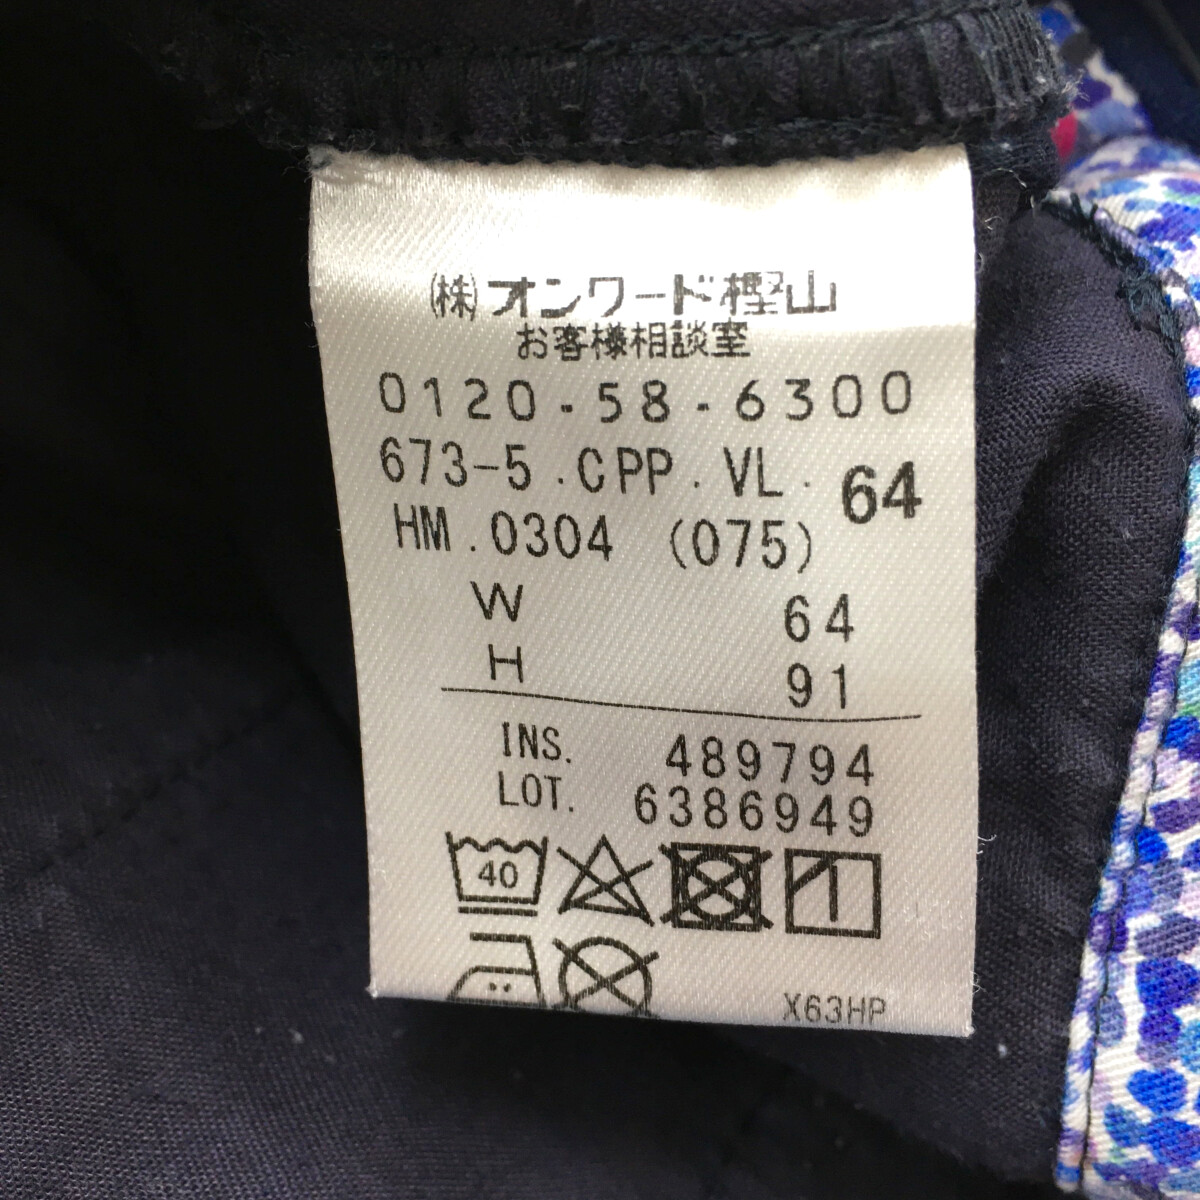 (株)オンワード樫山
お客様相談室
0120-58-6300
673-5.CPP.VL. 64
HM.0304 (075)
W 64
H 91
INS. 489794
LOT. 6386949
40
X63HP